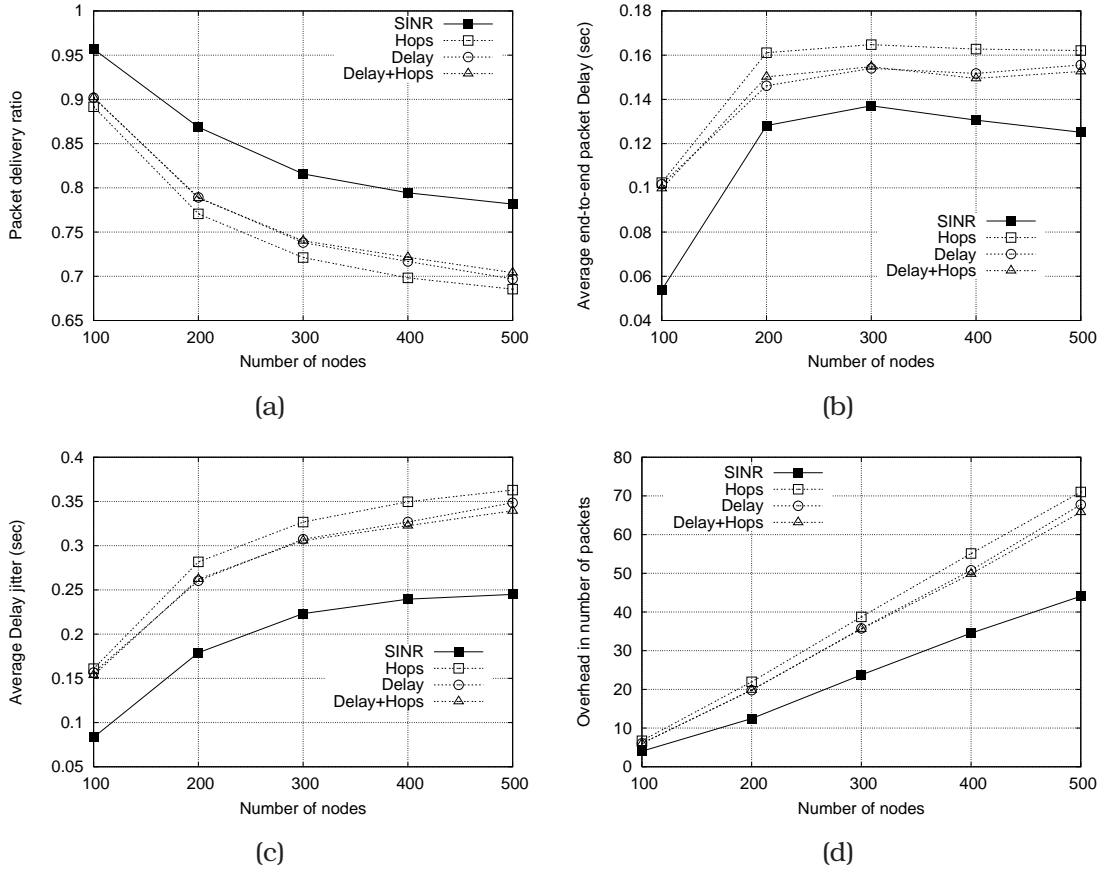 1
0.95
0.9
0.85
0.8
0.75
0.7
0.65
100 200 300 400 500
Packet delivery ratio
Number of nodes
SINR
Hops
Delay
Delay+Hops
(a)
0.18
0.16
0.14
0.12
0.1
0.08
0.06
0.04
100 200 300 400 500
Average end-to-end packet Delay (sec)
Number of nodes
SINR
Hops
Delay
Delay+Hops
(b)
0.4
0.35
0.3
0.25
0.2
0.15
0.1
0.05
100 200 300 400 500
Average Delay jitter (sec)
Number of nodes
SINR
Hops
Delay
Delay+Hops
(c)
80
70
60
50
40
30
20
10
0
100 200 300 400 500
Overhead in number of packets
Number of nodes
SINR
Hops
Delay
Delay+Hops
(d)